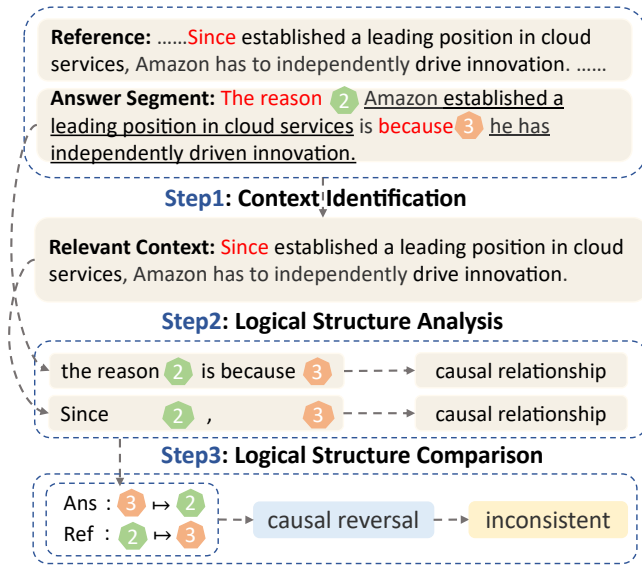 Reference: ......Since established a leading position in cloud
services, Amazon has to independently drive innovation. ......
Answer Segment: The reason 2 Amazon established a
leading position in cloud services is because 3 he has
independently driven innovation.
Step1: Context Identification
Relevant Context: Since established a leading position in cloud
services, Amazon has to independently drive innovation.
Step2: Logical Structure Analysis
the reason 2 is because 3 causal relationship
Since 2 , 3 causal relationship
Step3: Logical Structure Comparison
Ans : 3 ↦ 2
Ref : 2 ↦ 3
causal reversal inconsistent